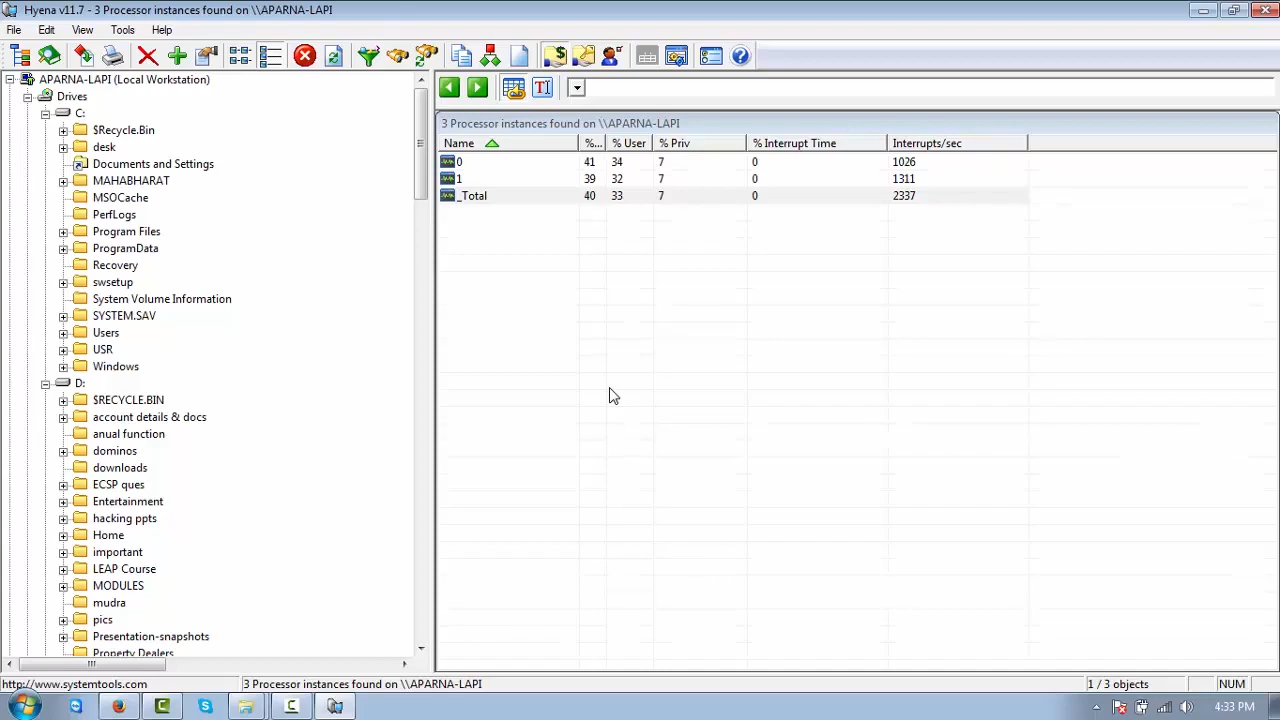 Hyena v11.7 - 3 Processor instances found on \\APARNA-LAPI
File Edit View Tools Help
APARNA-LAPI (Local Workstation)
Drives
C:
$Recycle.Bin
desk
Documents and Settings
MAHABHARAT
MSOCache
PerfLogs
Program Files
ProgramData
Recovery
swsetup
System Volume Information
SYSTEM.SAV
Users
USR
Windows
D:
$RECYCLE.BIN
account details & docs
anual function
dominos
downloads
ECSP ques
Entertainment
hacking ppts
Home
important
LEAP Course
MODULES
mudra
pics
Presentation-snapshots
Property Dealers
3 Processor instances found on \\APARNA-LAPI
Name %... % User % Priv % Interrupt Time Interrupts/sec
0 41 34 7 0 1026
1 39 32 7 0 1311
_Total 40 33 7 0 2337
http://www.systemtools.com 3 Processor instances found on \\APARNA-LAPI 1 / 3 objects NUM
4:33 PM